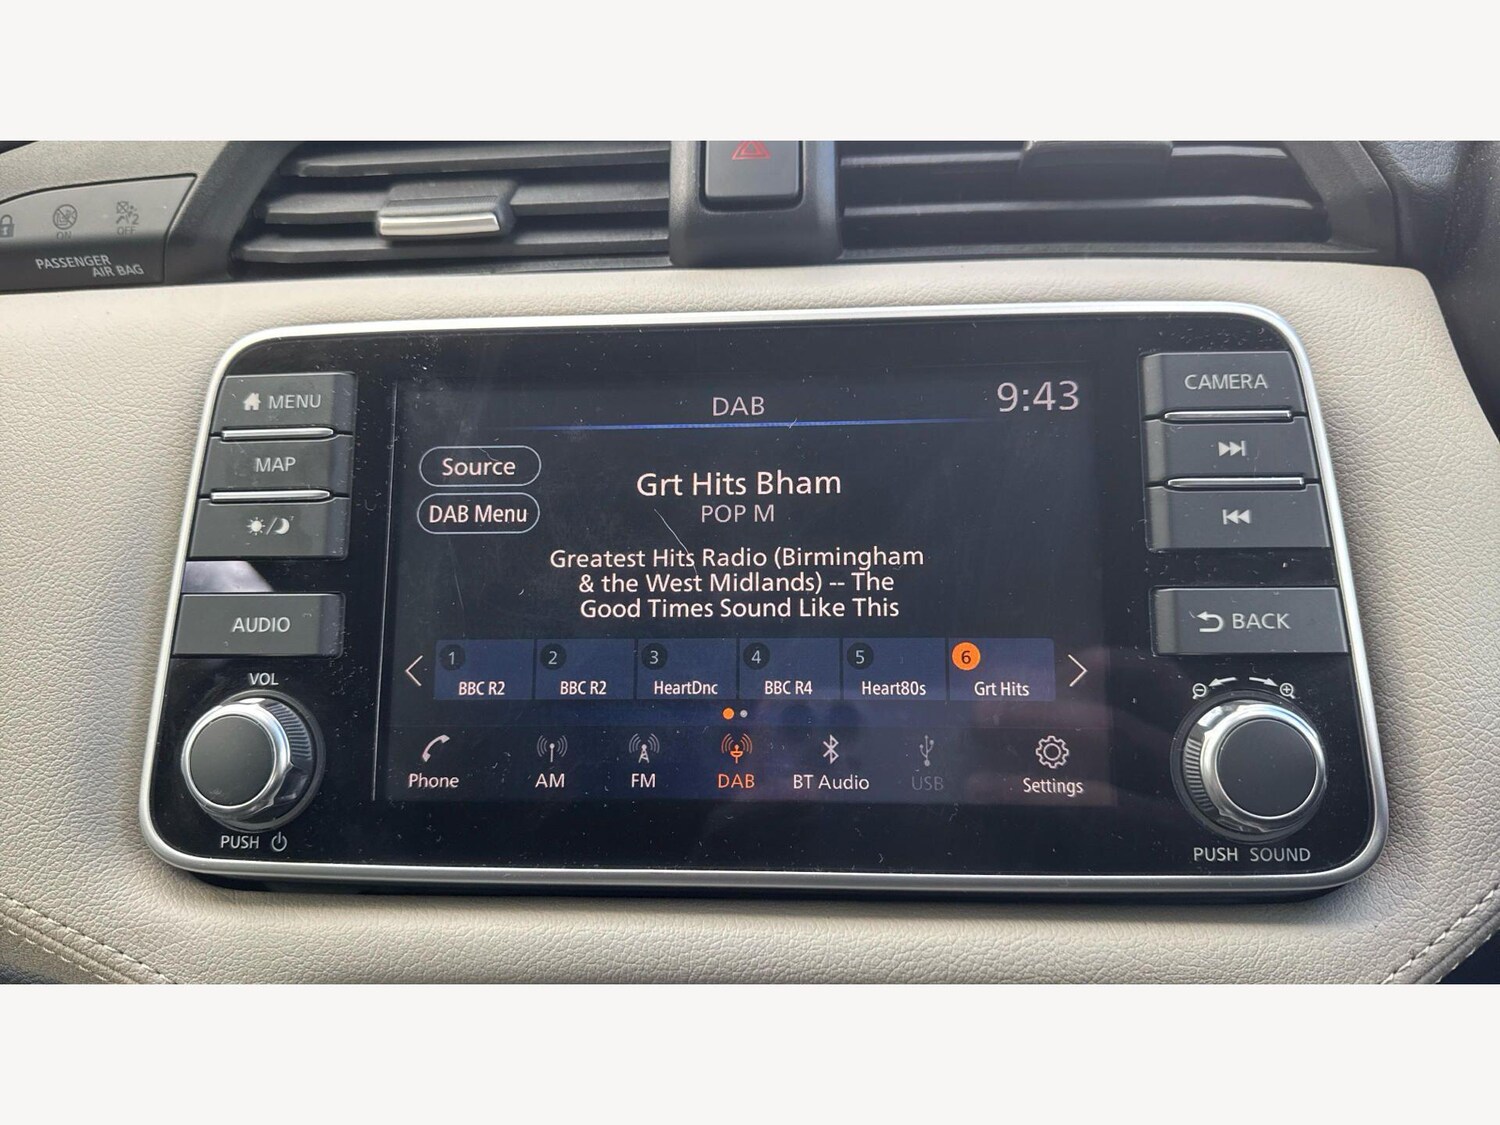 ON
OFF
PASSENGER
AIR BAG
MENU
MAP
AUDIO
VOL
PUSH
DAB
9:43
Source
DAB Menu
Grt Hits Bham
POP M
Greatest Hits Radio (Birmingham
& the West Midlands) -- The
Good Times Sound Like This
1 2 3 4 5 6
BBC R2 BBC R2 HeartDnc BBC R4 Heart80s Grt Hits
Phone AM FM DAB BT Audio USB Settings
CAMERA
BACK
PUSH SOUND